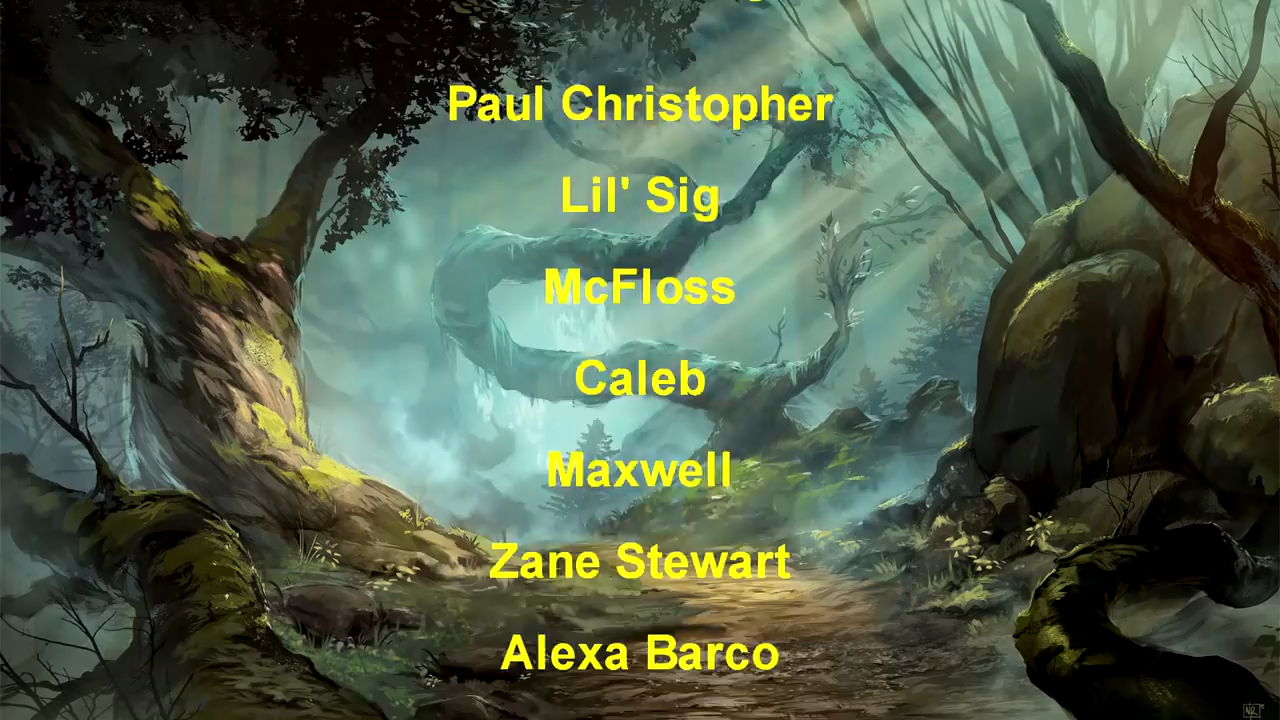 Paul Christopher
Lil' Sig
McFloss
Caleb
Maxwell
Zane Stewart
Alexa Barco